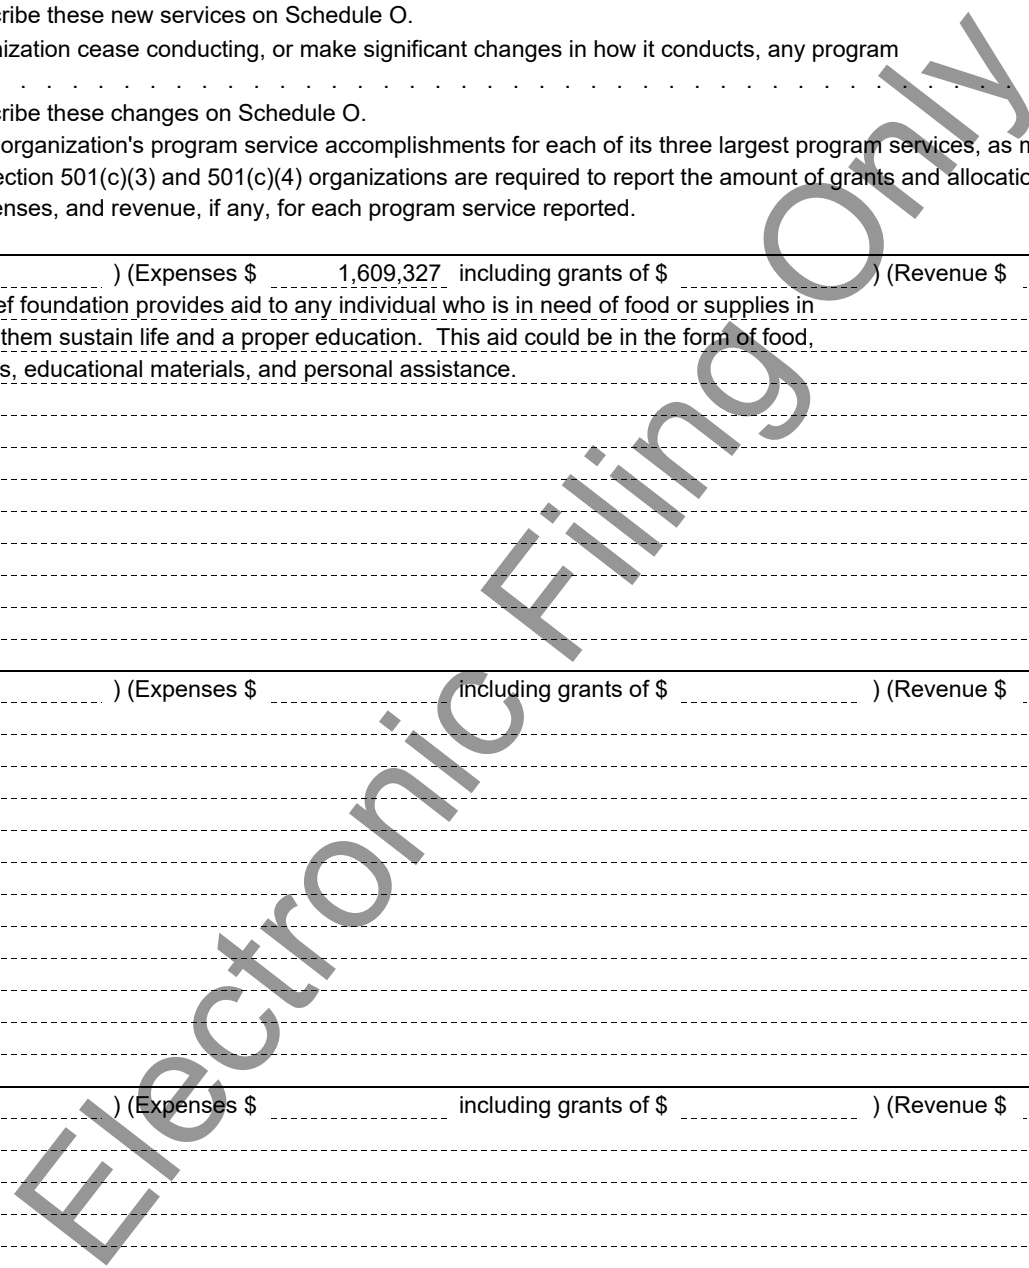 cribe these new services on Schedule O.
nization cease conducting, or make significant changes in how it conducts, any program
. . . . . . . . . . . . . . . . . . . . . . . . . . . . . . . . . . . . . . .
cribe these changes on Schedule O.
organization's program service accomplishments for each of its three largest program services, as m
ection 501(c)(3) and 501(c)(4) organizations are required to report the amount of grants and allocatio
enses, and revenue, if any, for each program service reported.
) (Expenses $ 1,609,327 including grants of $ ) (Revenue $
ef foundation provides aid to any individual who is in need of food or supplies in
them sustain life and a proper education. This aid could be in the form of food,
s, educational materials, and personal assistance.
) (Expenses $ including grants of $ ) (Revenue $
) (Expenses $ including grants of $ ) (Revenue $
Electronic Filing Only